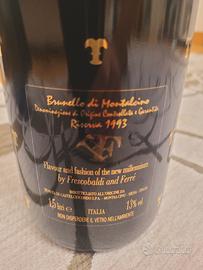 Brunello di Montalcino
Denominazione di Origine Controllata e Garantita
Riserva 1993
Flavour and fashion of the new millennium
by Frescobaldi and Ferré
1,5 litri e
ITALIA
13% vol
NON DISPERDERE IL VETRO NELL'AMBIENTE
subito